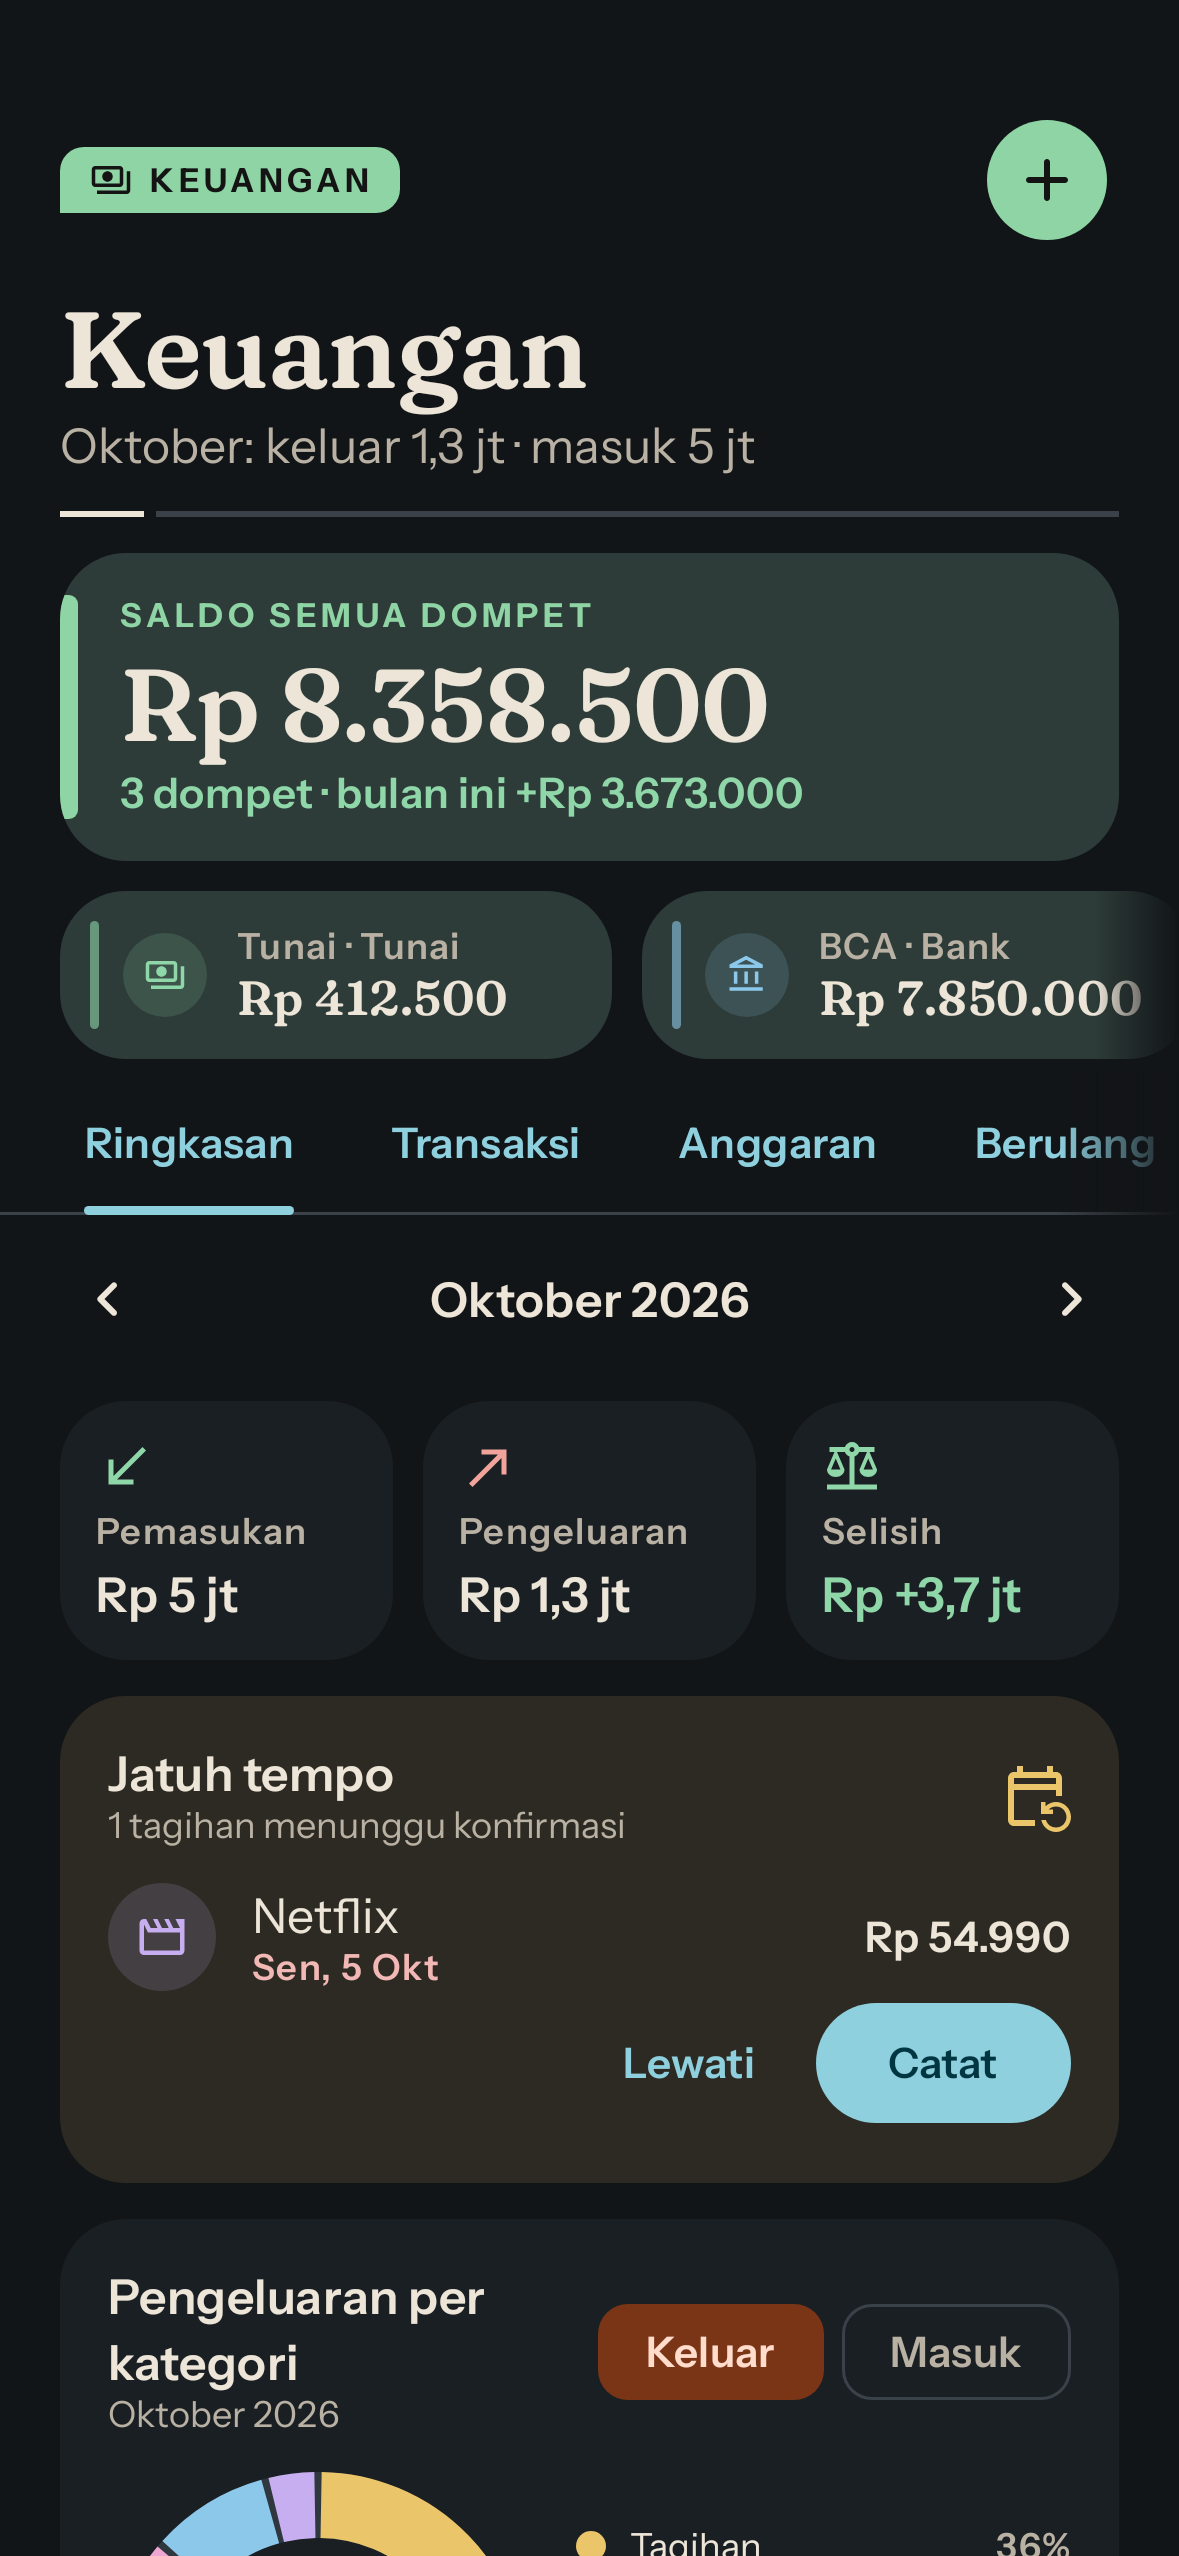 KEUANGAN
Keuangan
Oktober: keluar 1,3 jt · masuk 5 jt
SALDO SEMUA DOMPET
Rp 8.358.500
3 dompet · bulan ini +Rp 3.673.000
Tunai · Tunai
Rp 412.500
BCA · Bank
Rp 7.850.000
Ringkasan
Transaksi
Anggaran
Berulang
Oktober 2026
Pemasukan
Rp 5 jt
Pengeluaran
Rp 1,3 jt
Selisih
Rp +3,7 jt
Jatuh tempo
1 tagihan menunggu konfirmasi
Netflix
Sen, 5 Okt
Rp 54.990
Lewati
Catat
Pengeluaran per
kategori
Oktober 2026
Keluar
Masuk
Tagihan
36%